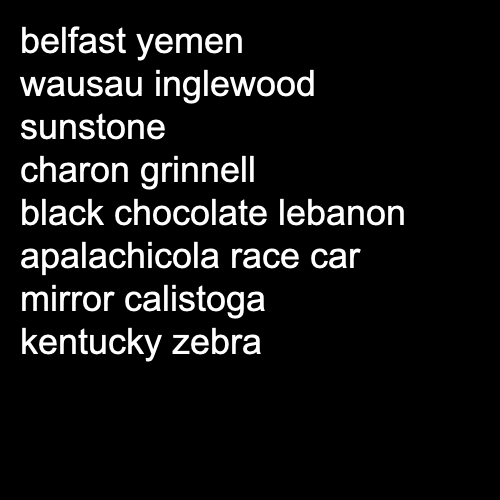 belfast yemen
wausau inglewood
sunstone
charon grinnell
black chocolate lebanon
apalachicola race car
mirror calistoga
kentucky zebra